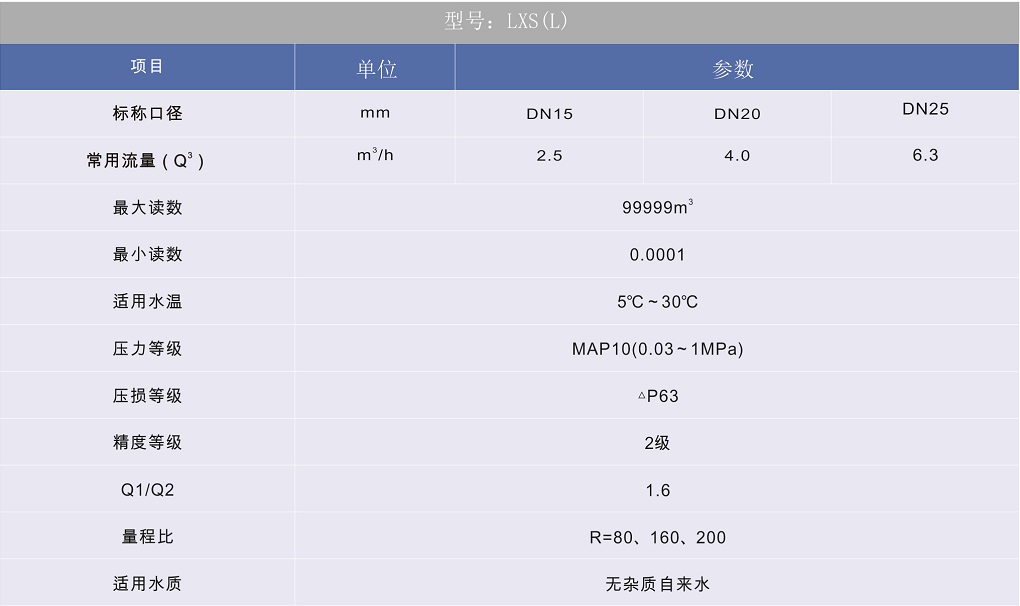 型号：LXS(L)
项目 单位 参数
标称口径 mm DN15 DN20 DN25
常用流量(Q³) m³/h 2.5 4.0 6.3
最大读数 99999m³
最小读数 0.0001
适用水温 5℃～30℃
压力等级 MAP10(0.03～1MPa)
压损等级 △P63
精度等级 2级
Q1/Q2 1.6
量程比 R=80、160、200
适用水质 无杂质自来水